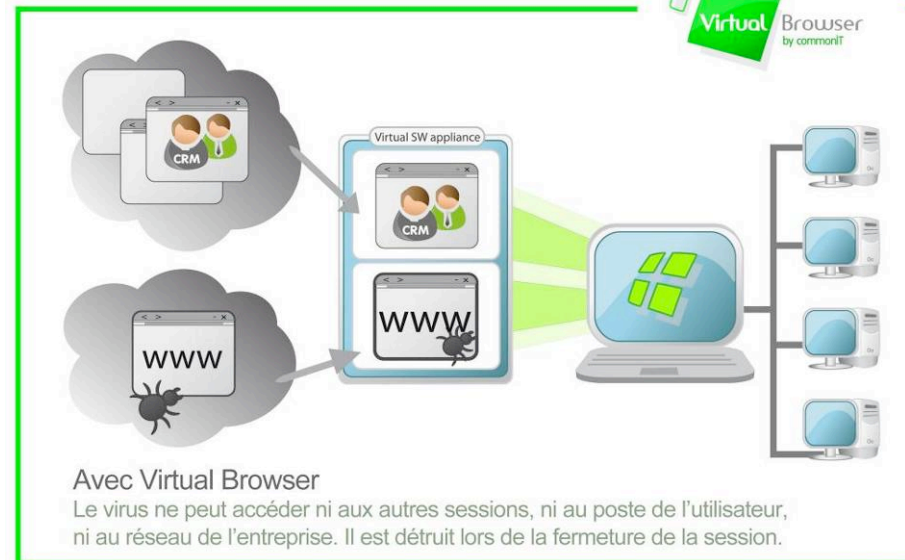 Virtual Browser
by commonIT
< > - x
< > - x
CRM
Virtual SW appliance
< > - x
CRM
< > - x
www
< > - x
www
Avec Virtual Browser
Le virus ne peut accéder ni aux autres sessions, ni au poste de l'utilisateur,
ni au réseau de l'entreprise. Il est détruit lors de la fermeture de la session.